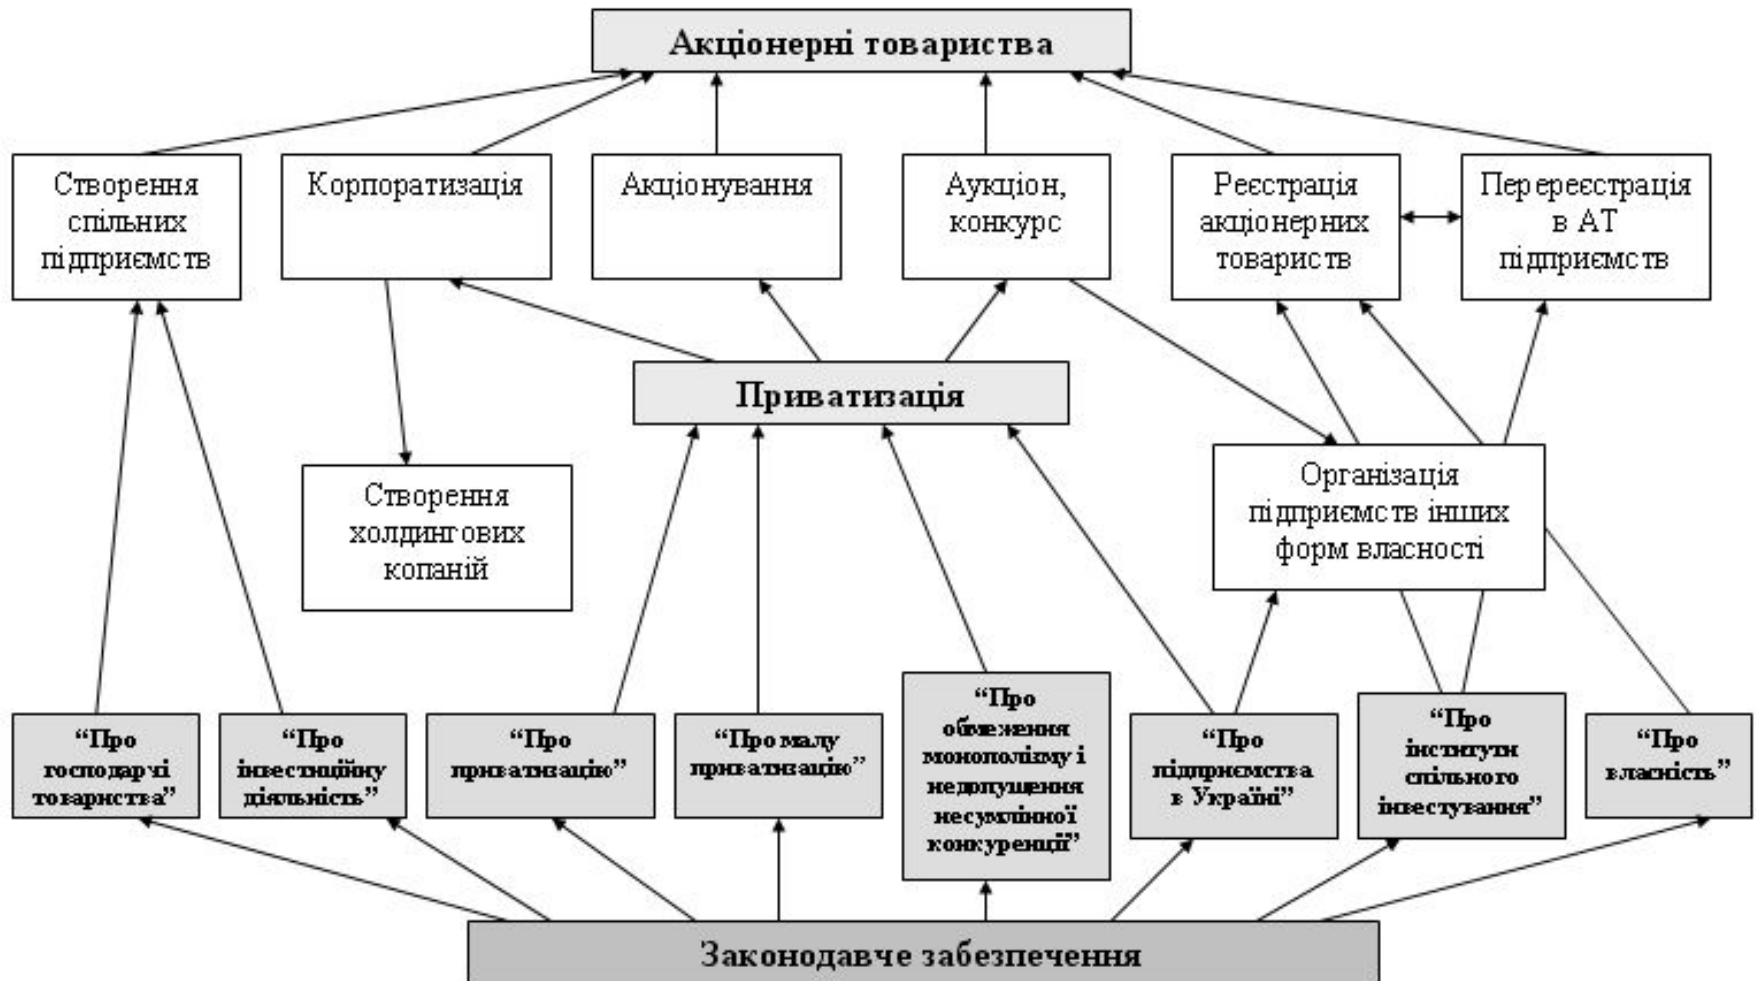 Акціонерні товариства
Створення
спільних
підприємств
Корпоратизація
Акціонування
Аукціон,
конкурс
Реєстрація
акціонерних
товариств
Перереєстрація
в АТ
підприємств
Приватизація
Створення
холдингових
копаній
Організація
підприємств інших
форм власності
“Про
господарчі
товариства”
“Про
інвестиційну
діяльність”
“Про
приватизацію”
“Про малу
приватизацію”
“Про
обмеження
монополізму і
недопущення
несумлінної
конкуренції”
“Про
підприємства
в Україні”
“Про
інститути
спільного
інвестування”
“Про
власність”
Законодавче забезпечення